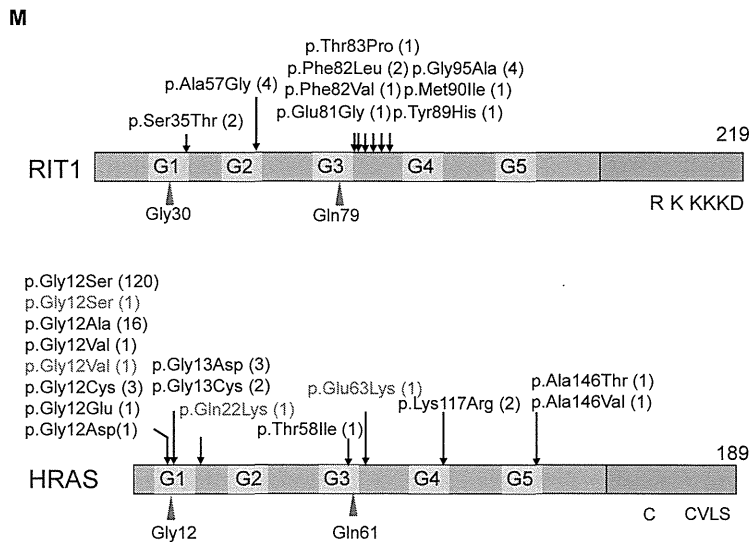 M
p.Thr83Pro (1)
p.Phe82Leu (2) p.Gly95Ala (4)
p.Ala57Gly (4)
p.Phe82Val (1) p.Met90Ile (1)
p.Ser35Thr (2)
p.Glu81Gly (1) p.Tyr89His (1)
219
RIT1
G1 G2 G3 G4 G5
R K KKKD
Gly30 Gln79
p.Gly12Ser (120)
p.Gly12Ser (1)
p.Gly12Ala (16)
p.Gly12Val (1)
p.Gly12Val (1) p.Gly13Asp (3)
p.Gly12Cys (3) p.Gly13Cys (2) p.Glu63Lys (1) p.Ala146Thr (1)
p.Gly12Glu (1) p.Gln22Lys (1) p.Lys117Arg (2) p.Ala146Val (1)
p.Gly12Asp(1) p.Thr58Ile (1)
189
HRAS
G1 G2 G3 G4 G5
C CVLS
Gly12 Gln61